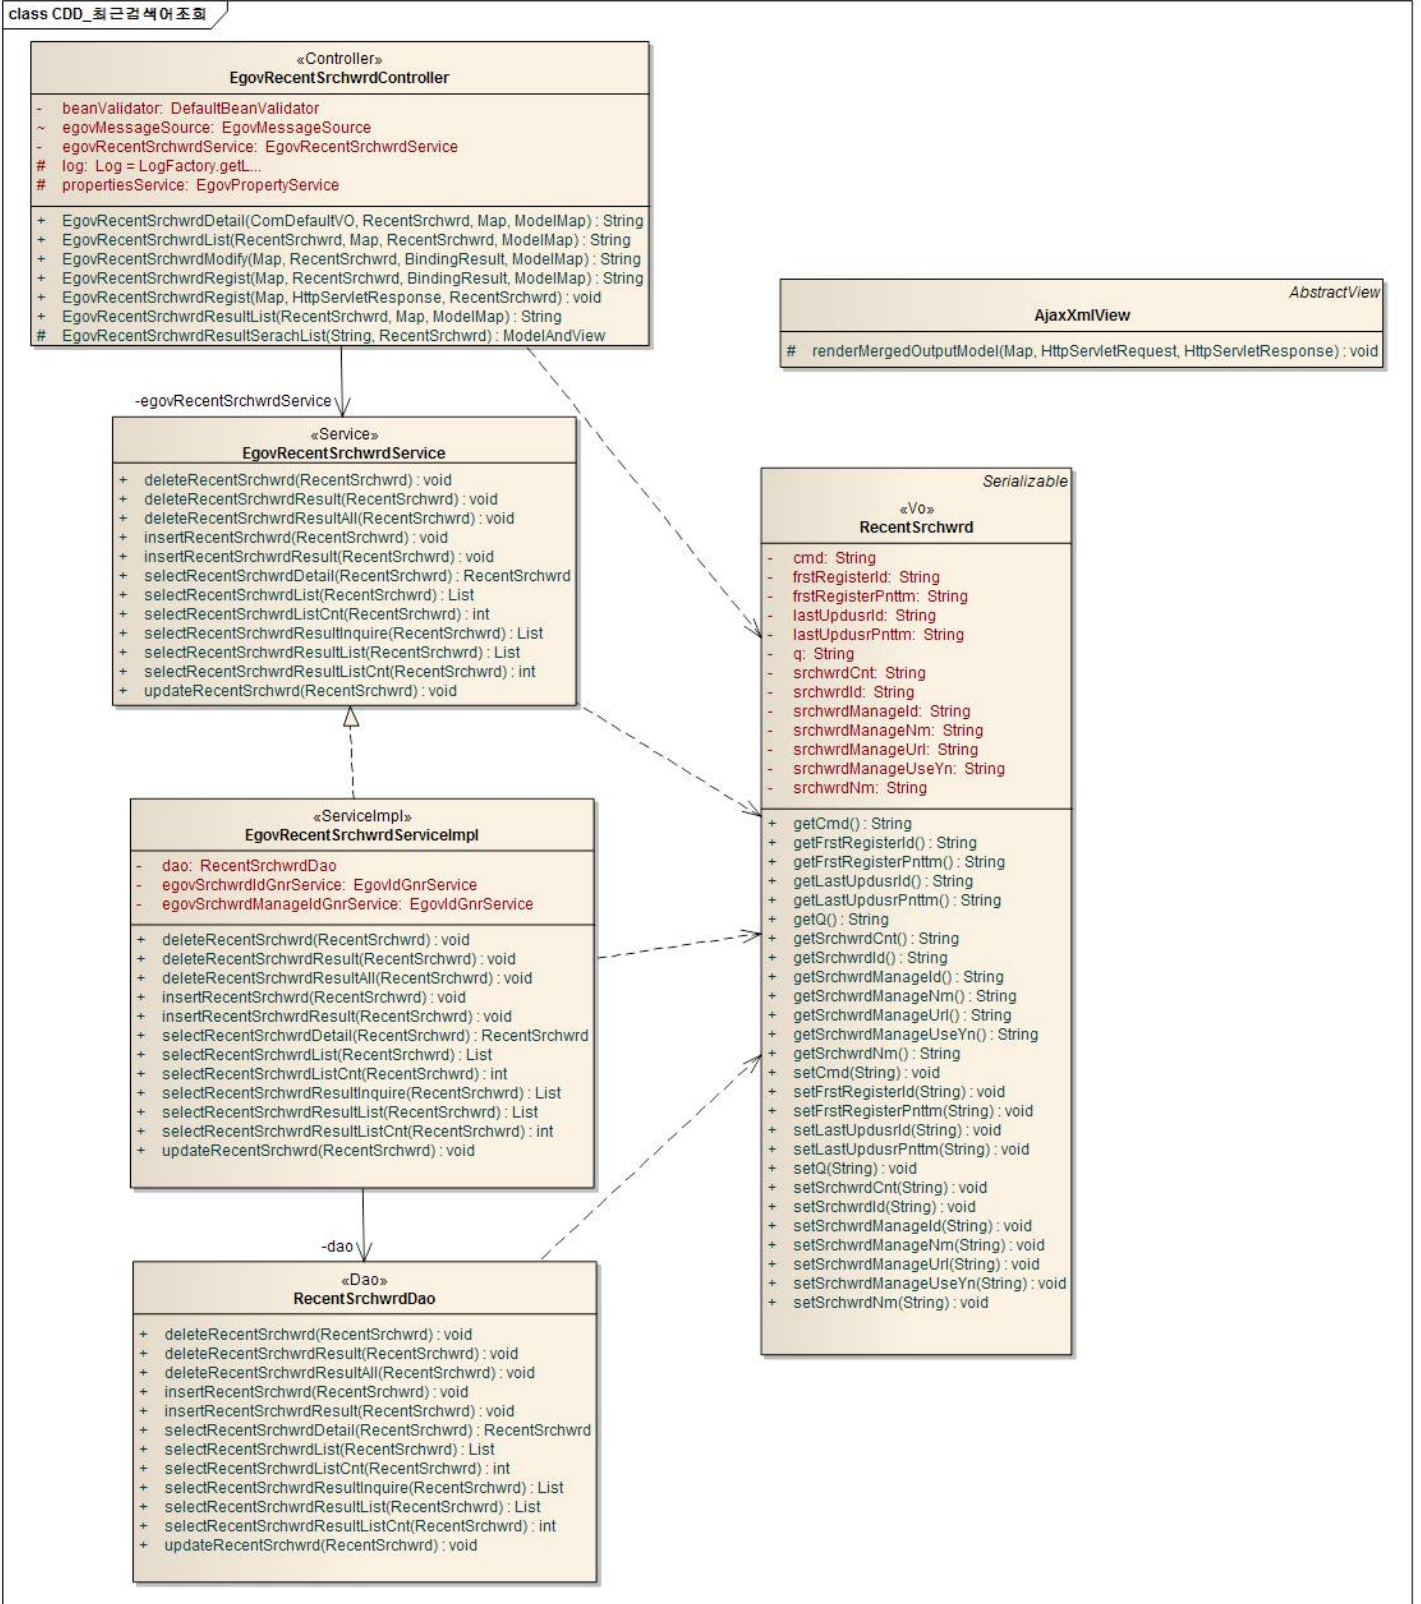 class CDD_최근검색어조회
«Controller»
EgovRecentSrchwrdController
- beanValidator: DefaultBeanValidator
~ egovMessageSource: EgovMessageSource
- egovRecentSrchwrdService: EgovRecentSrchwrdService
# log: Log = LogFactory.getL...
# propertiesService: EgovPropertyService
+ EgovRecentSrchwrdDetail(ComDefaultVO, RecentSrchwrd, Map, ModelMap) : String
+ EgovRecentSrchwrdList(RecentSrchwrd, Map, RecentSrchwrd, ModelMap) : String
+ EgovRecentSrchwrdModify(Map, RecentSrchwrd, BindingResult, ModelMap) : String
+ EgovRecentSrchwrdRegist(Map, RecentSrchwrd, BindingResult, ModelMap) : String
+ EgovRecentSrchwrdRegist(Map, HttpServletResponse, RecentSrchwrd) : void
+ EgovRecentSrchwrdResultList(RecentSrchwrd, Map, ModelMap) : String
# EgovRecentSrchwrdResultSerachList(String, RecentSrchwrd) : ModelAndView
AbstractView
AjaxXmlView
# renderMergedOutputModel(Map, HttpServletRequest, HttpServletResponse) : void
-egovRecentSrchwrdService
«Service»
EgovRecentSrchwrdService
+ deleteRecentSrchwrd(RecentSrchwrd) : void
+ deleteRecentSrchwrdResult(RecentSrchwrd) : void
+ deleteRecentSrchwrdResultAll(RecentSrchwrd) : void
+ insertRecentSrchwrd(RecentSrchwrd) : void
+ insertRecentSrchwrdResult(RecentSrchwrd) : void
+ selectRecentSrchwrdDetail(RecentSrchwrd) : RecentSrchwrd
+ selectRecentSrchwrdList(RecentSrchwrd) : List
+ selectRecentSrchwrdListCnt(RecentSrchwrd) : int
+ selectRecentSrchwrdResultInquire(RecentSrchwrd) : List
+ selectRecentSrchwrdResultList(RecentSrchwrd) : List
+ selectRecentSrchwrdResultListCnt(RecentSrchwrd) : int
+ updateRecentSrchwrd(RecentSrchwrd) : void
«ServiceImpl»
EgovRecentSrchwrdServiceImpl
- dao: RecentSrchwrdDao
- egovSrchwrdIdGnrService: EgovIdGnrService
- egovSrchwrdManageIdGnrService: EgovIdGnrService
+ deleteRecentSrchwrd(RecentSrchwrd) : void
+ deleteRecentSrchwrdResult(RecentSrchwrd) : void
+ deleteRecentSrchwrdResultAll(RecentSrchwrd) : void
+ insertRecentSrchwrd(RecentSrchwrd) : void
+ insertRecentSrchwrdResult(RecentSrchwrd) : void
+ selectRecentSrchwrdDetail(RecentSrchwrd) : RecentSrchwrd
+ selectRecentSrchwrdList(RecentSrchwrd) : List
+ selectRecentSrchwrdListCnt(RecentSrchwrd) : int
+ selectRecentSrchwrdResultInquire(RecentSrchwrd) : List
+ selectRecentSrchwrdResultList(RecentSrchwrd) : List
+ selectRecentSrchwrdResultListCnt(RecentSrchwrd) : int
+ updateRecentSrchwrd(RecentSrchwrd) : void
-dao
«Dao»
RecentSrchwrdDao
+ deleteRecentSrchwrd(RecentSrchwrd) : void
+ deleteRecentSrchwrdResult(RecentSrchwrd) : void
+ deleteRecentSrchwrdResultAll(RecentSrchwrd) : void
+ insertRecentSrchwrd(RecentSrchwrd) : void
+ insertRecentSrchwrdResult(RecentSrchwrd) : void
+ selectRecentSrchwrdDetail(RecentSrchwrd) : RecentSrchwrd
+ selectRecentSrchwrdList(RecentSrchwrd) : List
+ selectRecentSrchwrdListCnt(RecentSrchwrd) : int
+ selectRecentSrchwrdResultInquire(RecentSrchwrd) : List
+ selectRecentSrchwrdResultList(RecentSrchwrd) : List
+ selectRecentSrchwrdResultListCnt(RecentSrchwrd) : int
+ updateRecentSrchwrd(RecentSrchwrd) : void
Serializable
«Vo»
RecentSrchwrd
- cmd: String
- frstRegisterId: String
- frstRegisterPnttm: String
- lastUpdusrId: String
- lastUpdusrPnttm: String
- q: String
- srchwrdCnt: String
- srchwrdId: String
- srchwrdManageId: String
- srchwrdManageNm: String
- srchwrdManageUrl: String
- srchwrdManageUseYn: String
- srchwrdNm: String
+ getCmd() : String
+ getFrstRegisterId() : String
+ getFrstRegisterPnttm() : String
+ getLastUpdusrId() : String
+ getLastUpdusrPnttm() : String
+ getQ() : String
+ getSrchwrdCnt() : String
+ getSrchwrdId() : String
+ getSrchwrdManageId() : String
+ getSrchwrdManageNm() : String
+ getSrchwrdManageUrl() : String
+ getSrchwrdManageUseYn() : String
+ getSrchwrdNm() : String
+ setCmd(String) : void
+ setFrstRegisterId(String) : void
+ setFrstRegisterPnttm(String) : void
+ setLastUpdusrId(String) : void
+ setLastUpdusrPnttm(String) : void
+ setQ(String) : void
+ setSrchwrdCnt(String) : void
+ setSrchwrdId(String) : void
+ setSrchwrdManageId(String) : void
+ setSrchwrdManageNm(String) : void
+ setSrchwrdManageUrl(String) : void
+ setSrchwrdManageUseYn(String) : void
+ setSrchwrdNm(String) : void